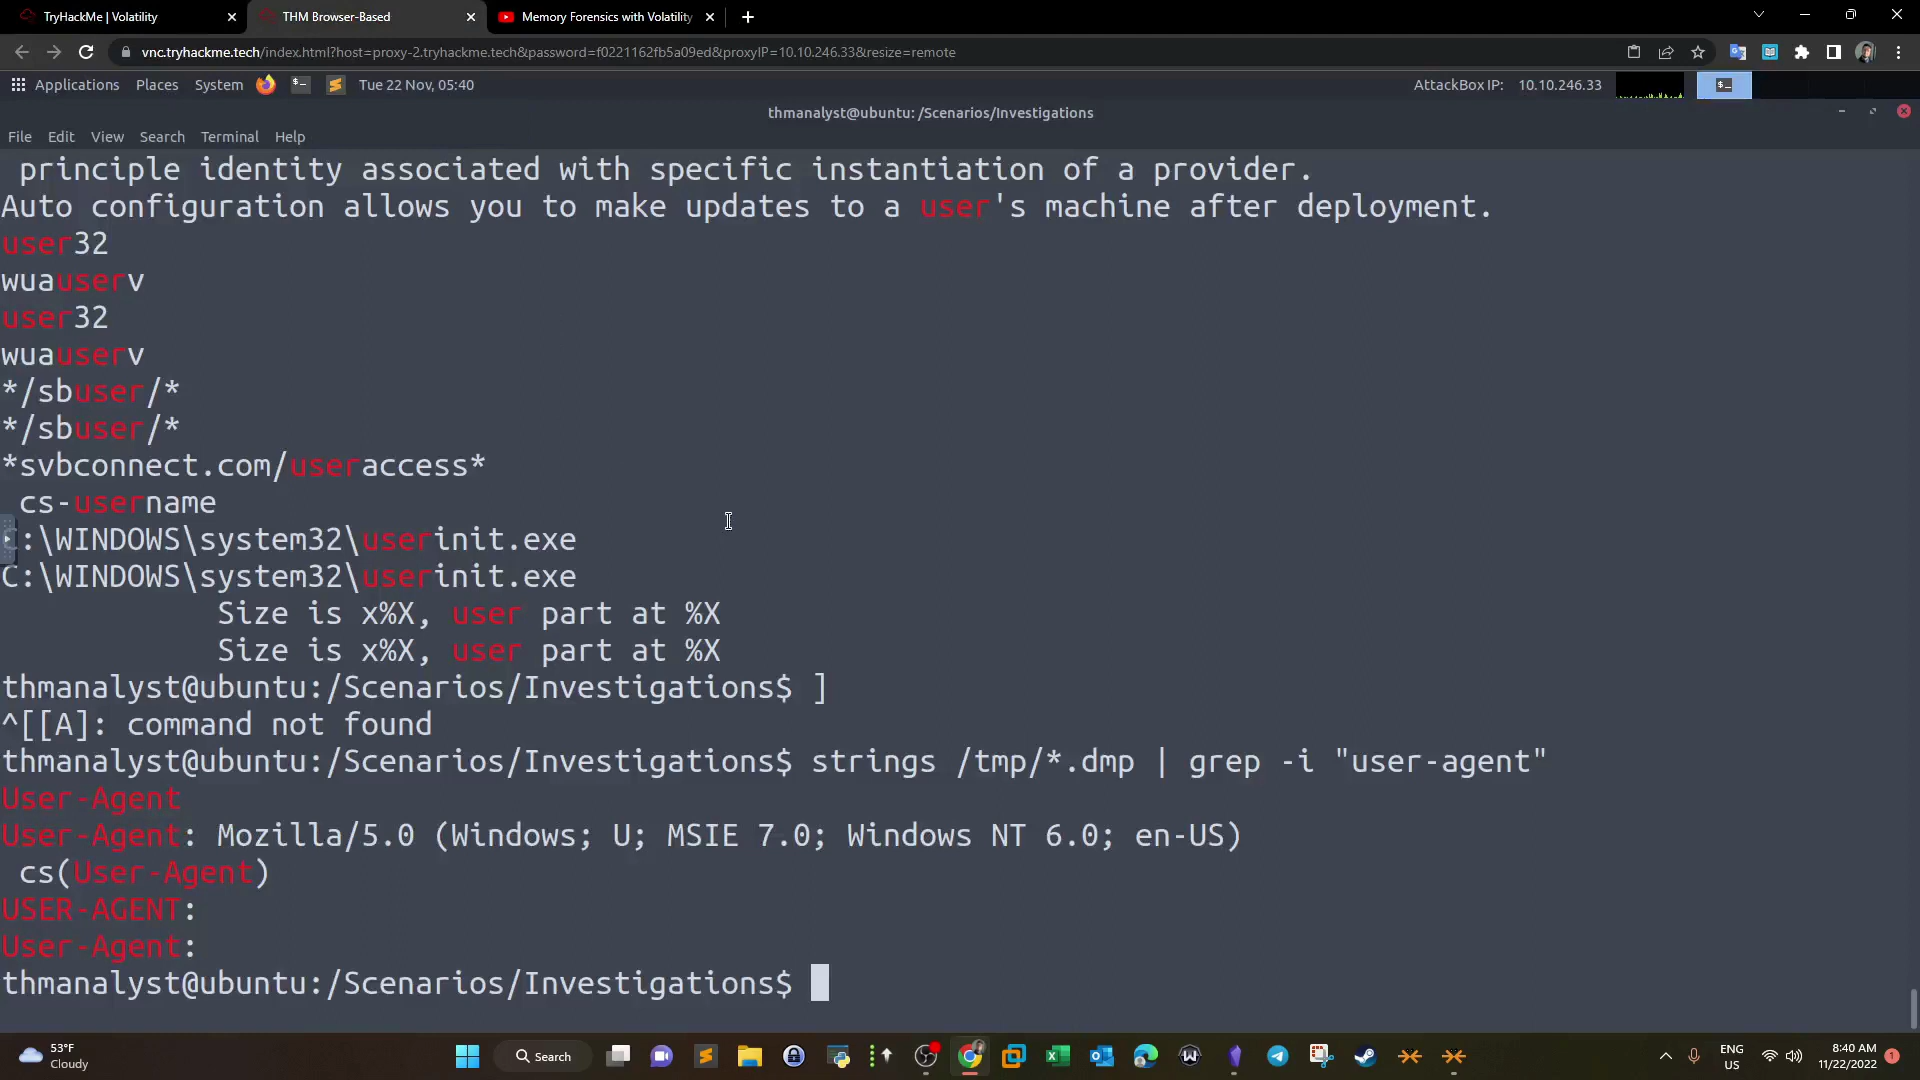 TryHackMe | Volatility
THM Browser-Based
Memory Forensics with Volatility
vnc.tryhackme.tech/index.html?host=proxy-2.tryhackme.tech&password=f0221162fb5a09ed&proxyIP=10.10.246.33&resize=remote
Applications Places System Tue 22 Nov, 05:40 AttackBox IP: 10.10.246.33
thmanalyst@ubuntu: /Scenarios/Investigations
File Edit View Search Terminal Help
principle identity associated with specific instantiation of a provider.
Auto configuration allows you to make updates to a user's machine after deployment.
user32
wuauserv
user32
wuauserv
*/sbuser/*
*/sbuser/*
*svbconnect.com/useraccess*
cs-username
:\WINDOWS\system32\userinit.exe
C:\WINDOWS\system32\userinit.exe
Size is x%X, user part at %X
Size is x%X, user part at %X
thmanalyst@ubuntu:/Scenarios/Investigations$ ]
^[[A]: command not found
thmanalyst@ubuntu:/Scenarios/Investigations$ strings /tmp/*.dmp | grep -i "user-agent"
User-Agent
User-Agent: Mozilla/5.0 (Windows; U; MSIE 7.0; Windows NT 6.0; en-US)
cs(User-Agent)
USER-AGENT:
User-Agent:
thmanalyst@ubuntu:/Scenarios/Investigations$
53°F
Cloudy
Search
ENG
US
8:40 AM
11/22/2022
1